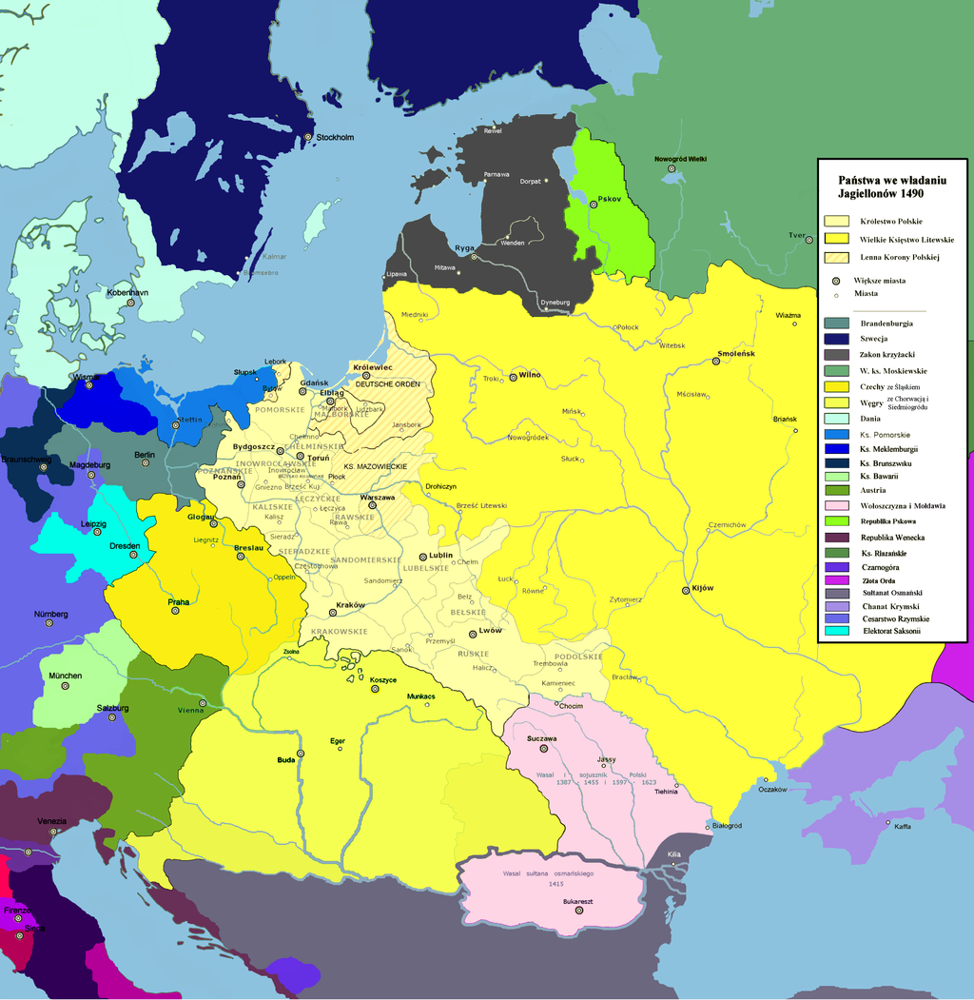 Stockholm
Rewel
Nowogród Wielki
Parnawa
Dorpat
Pskov
Wenden
Tver
Ryga
Kalmar
Mitawa
Lipawa
Kobenhavn
Dyneburg
Miedniki
Połock
Wiaźma
Witebsk
Smoleńsk
Lębork
Królewiec
Słupsk
Wilno
Troki
Wismar
Bytów
Gdańsk
DEUTSCHE ORDEN
Elbląg
Mścisław
Malbork
Lidzbark
POMORSKIE
MALBORSKIE
Mińsk
Stettin
Briańsk
Jansbork
Chełmno
Nowogródek
Bydgoszcz
CHEŁMIŃSKIE
Berlin
Toruń
Słuck
Braunschweig
INOWROCŁAWSKIE
KS. MAZOWIECKIE
Magdeburg
POZNAŃSKIE
Inowrocław
Poznań
Płock
Gniezno
Brześć Kuj.
Drohiczyn
ŁĘCZYCKIE
Warszawa
KALISKIE
Łęczyca
Brześć Litewski
Glogau
Kalisz
RAWSKIE
Rawa
Leipzig
Czernichów
Sieradz
Liegnitz
Dresden
SIERADZKIE
Breslau
SANDOMIERSKIE
Lublin
LUBELSKIE
Chełm
Częstochowa
Oppeln
Sandomierz
Łuck
Kijów
Równe
Bełz
Żytomierz
Praha
Kraków
BEŁSKIE
Nürnberg
KRAKOWSKIE
Lwów
Przemyśl
Sanok
Zsolna
RUSKIE
PODOLSKIE
Trembowla
Halicz
München
Bracław
Koszyce
Kamieniec
Munkacs
Salzburg
Vienna
Chocim
Suczawa
Eger
Buda
Jassy
Wasal i sojusznik Polski
1387 - 1455 i 1597 - 1623
Oczaków
Tiehinia
Venezia
Białogród
Kaffa
Kilia
Wasal sułtana osmańskiego
1415
Bukareszt
Firenze
Siena
Państwa we władaniu
Jagiellonów 1490
Królestwo Polskie
Wielkie Księstwo Litewskie
Lenna Korony Polskiej
Większe miasta
Miasta
Brandenburgia
Szwecja
Zakon krzyżacki
W. ks. Moskiewskie
Czechy ze Śląskiem
Węgry ze Chorwacją i
Siedmiogródu
Dania
Ks. Pomorskie
Ks. Meklemburgii
Ks. Brunszwiku
Ks. Bawarii
Austria
Wołoszczyzna i Mołdawia
Republika Pskowa
Republika Wenecka
Ks. Riazańskie
Czarnogóra
Złota Orda
Sułtanat Osmański
Chanat Krymski
Cesarstwo Rzymskie
Elektorat Saksonii